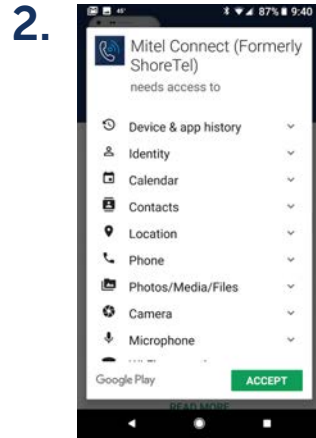 2.
45°
87% 9:40
Mitel Connect (Formerly
ShoreTel)
needs access to
Device & app history
Identity
Calendar
Contacts
Location
Phone
Photos/Media/Files
Camera
Microphone
Google Play
ACCEPT
READ MORE